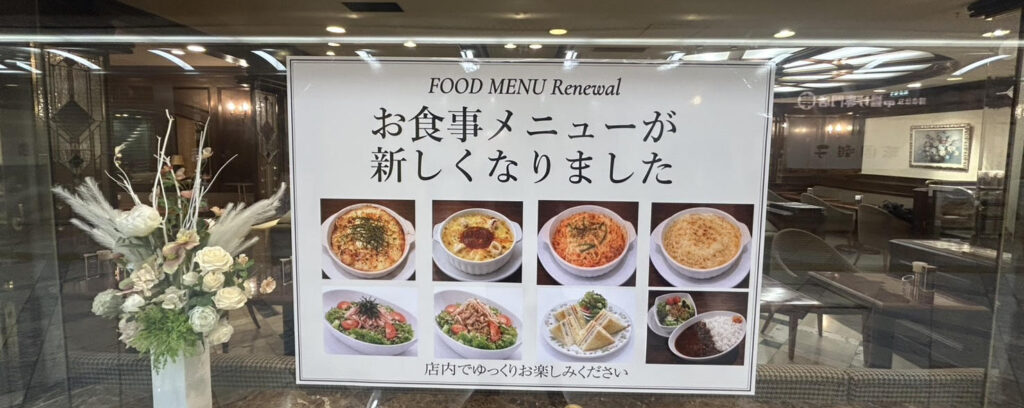 FOOD MENU Renewal
お食事メニューが
新しくなりました
店内でゆっくりお楽しみください